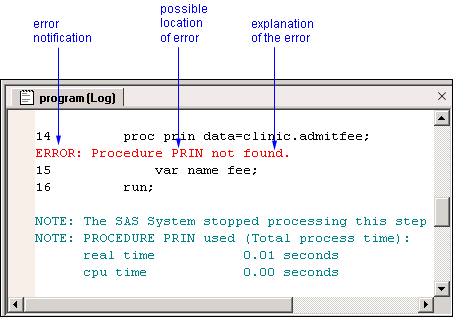 error
notification
possible
location
of error
explanation
of the error
program (Log)
14 proc prin data=clinic.admitfee;
ERROR: Procedure PRIN not found.
15 var name fee;
16 run;
NOTE: The SAS System stopped processing this step
NOTE: PROCEDURE PRIN used (Total process time):
real time 0.01 seconds
cpu time 0.00 seconds